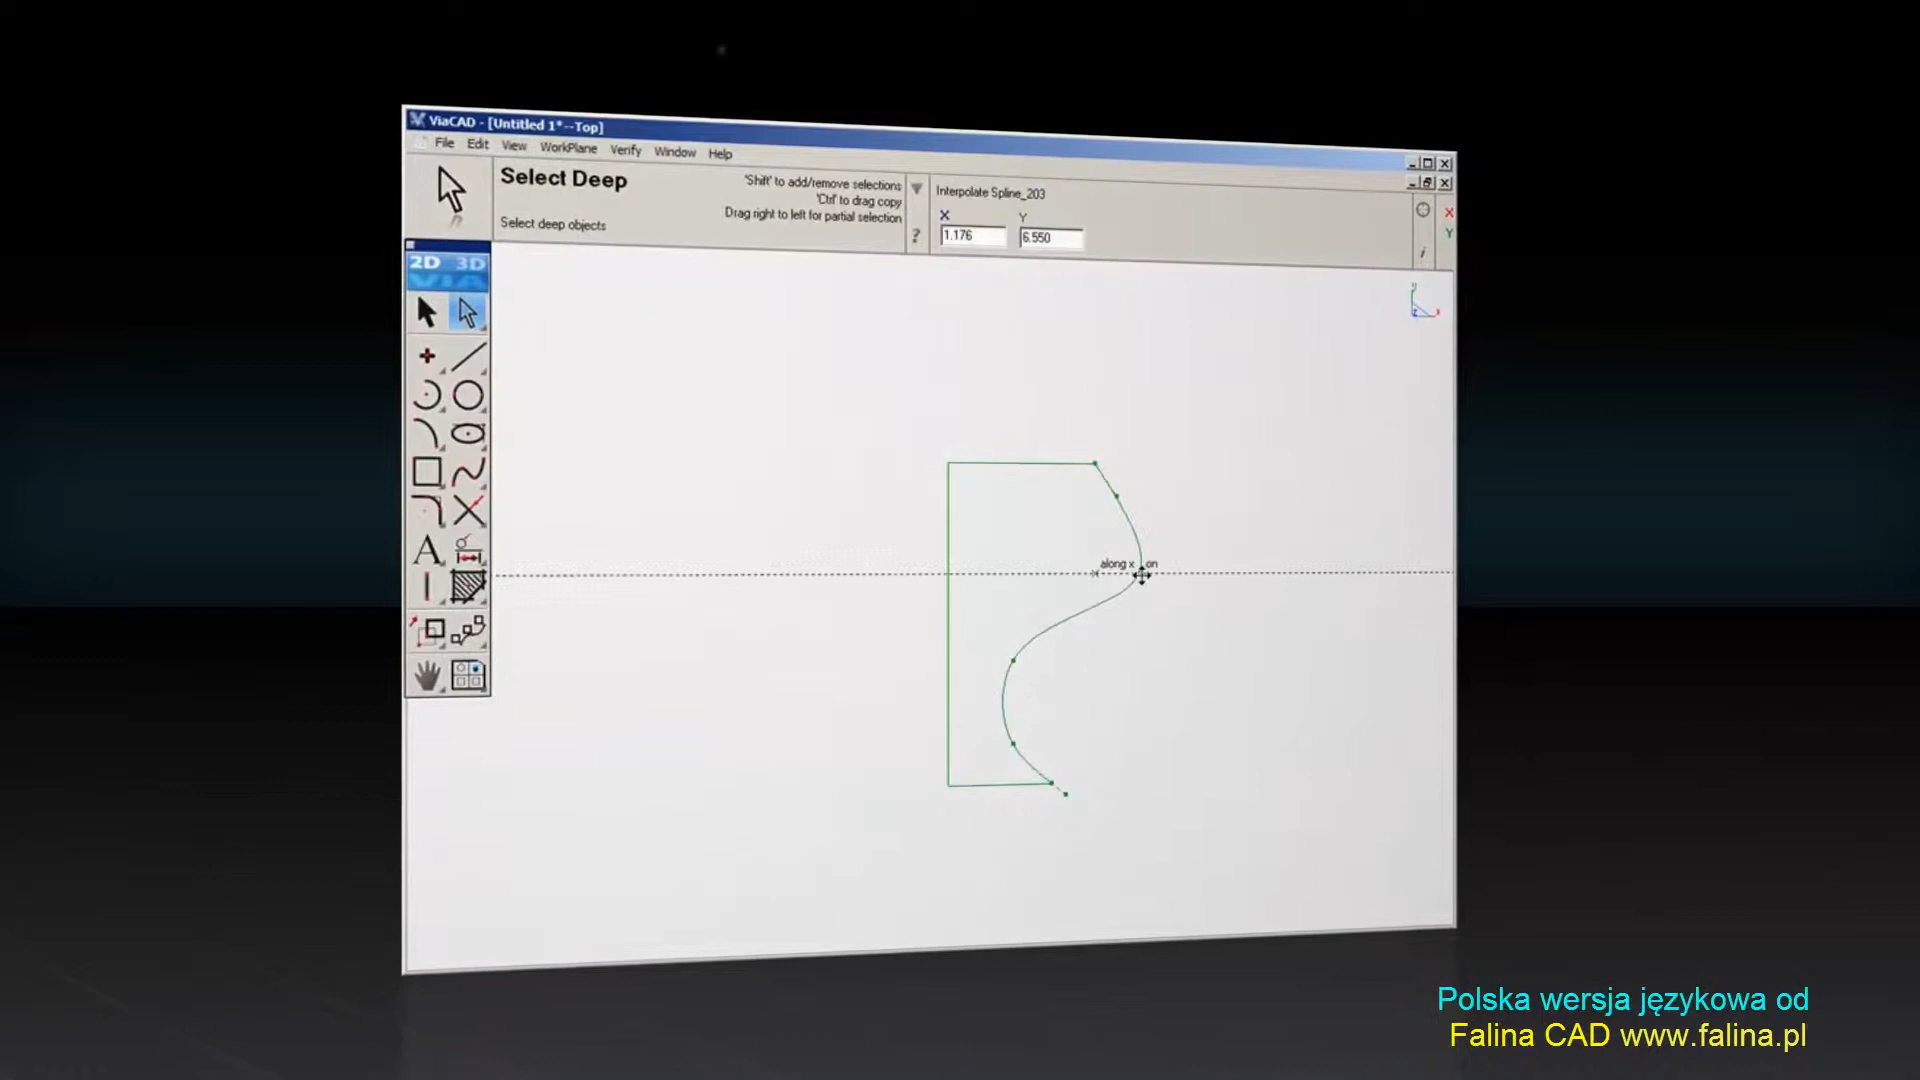 ViaCAD - [Untitled 1*--Top]
File Edit View WorkPlane Verify Window Help
Select Deep
Select deep objects
'Shift' to add/remove selections
'Ctrl' to drag copy
Drag right to left for partial selection
?
Interpolate Spline_203
X Y
1.176 6.550
i
X
Y
2D 3D
VIA
A
y
z x
along x on
Polska wersja językowa od
Falina CAD www.falina.pl